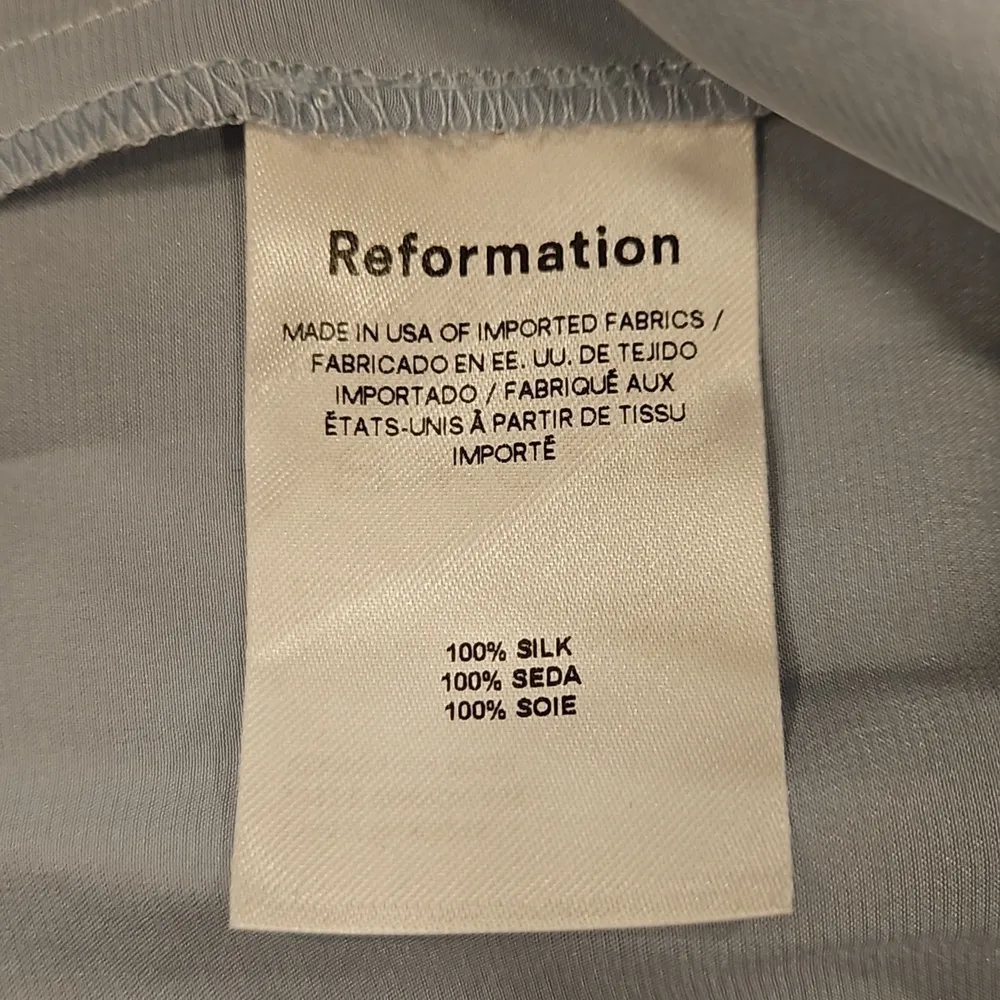 Reformation
MADE IN USA OF IMPORTED FABRICS /
FABRICADO EN EE. UU. DE TEJIDO
IMPORTADO / FABRIQUÉ AUX
ÉTATS-UNIS À PARTIR DE TISSU
IMPORTÉ
100% SILK
100% SEDA
100% SOIE